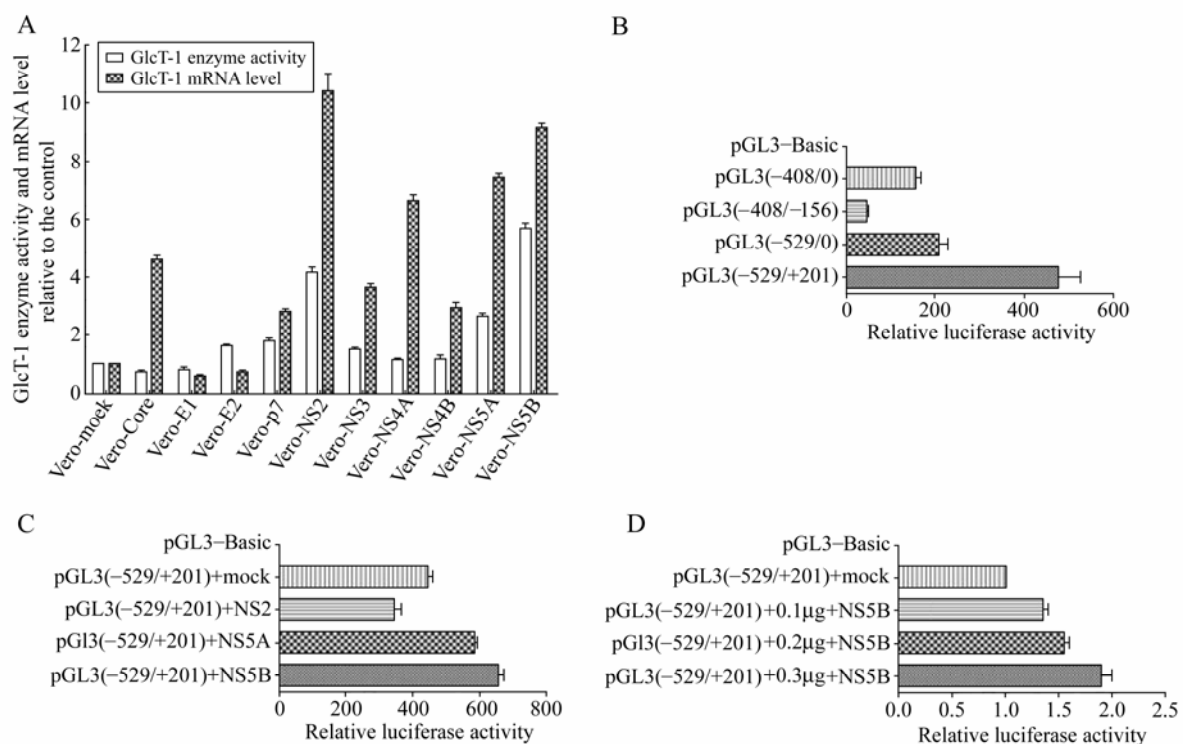 A
GlcT-1 enzyme activity and mRNA level
relative to the control
12
10
8
6
4
2
0
GlcT-1 enzyme activity
GlcT-1 mRNA level
Vero-moek
Vero-Core
Vero-E1
Vero-E2
Vero-p7
Vero-NS2
Vero-NS3
Vero-NS4A
Vero-NS4B
Vero-NS5A
Vero-NS5B
B
pGL3−Basic
pGL3(−408/0)
pGL3(−408/−156)
pGL3(−529/0)
pGL3(−529/+201)
0 200 400 600
Relative luciferase activity
C
pGL3−Basic
pGL3(−529/+201)+mock
pGL3(−529/+201)+NS2
pGl3(−529/+201)+NS5A
pGL3(−529/+201)+NS5B
0 200 400 600 800
Relative luciferase activity
D
pGL3−Basic
pGL3(−529/+201)+mock
pGL3(−529/+201)+0.1μg+NS5B
pGl3(−529/+201)+0.2μg+NS5B
pGL3(−529/+201)+0.3μg+NS5B
0.0 0.5 1.0 1.5 2.0 2.5
Relative luciferase activity